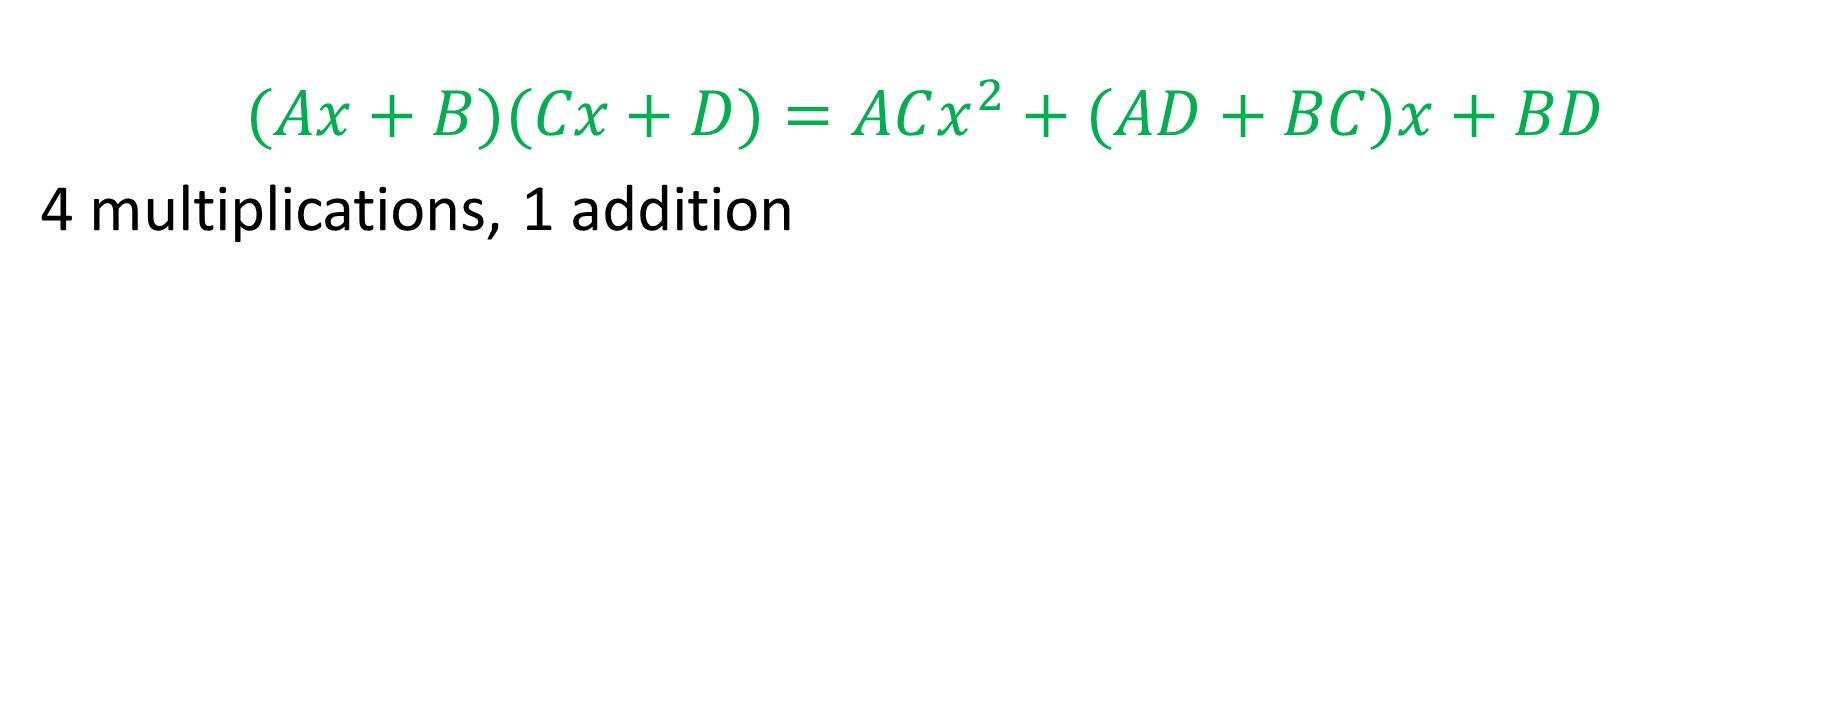 (Ax + B)(Cx + D) = ACx² + (AD + BC)x + BD
4 multiplications, 1 addition